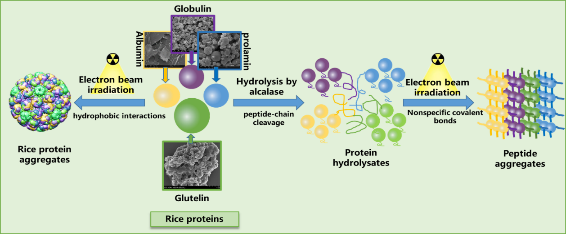 Globulin
Albumin
prolamin
Electron beam
irradiation
hydrophobic interactions
Rice protein
aggregates
Hydrolysis by
alcalase
peptide-chain
cleavage
Protein
hydrolysates
Electron beam
irradiation
Nonspecific covalent
bonds
Peptide
aggregates
Glutelin
Rice proteins